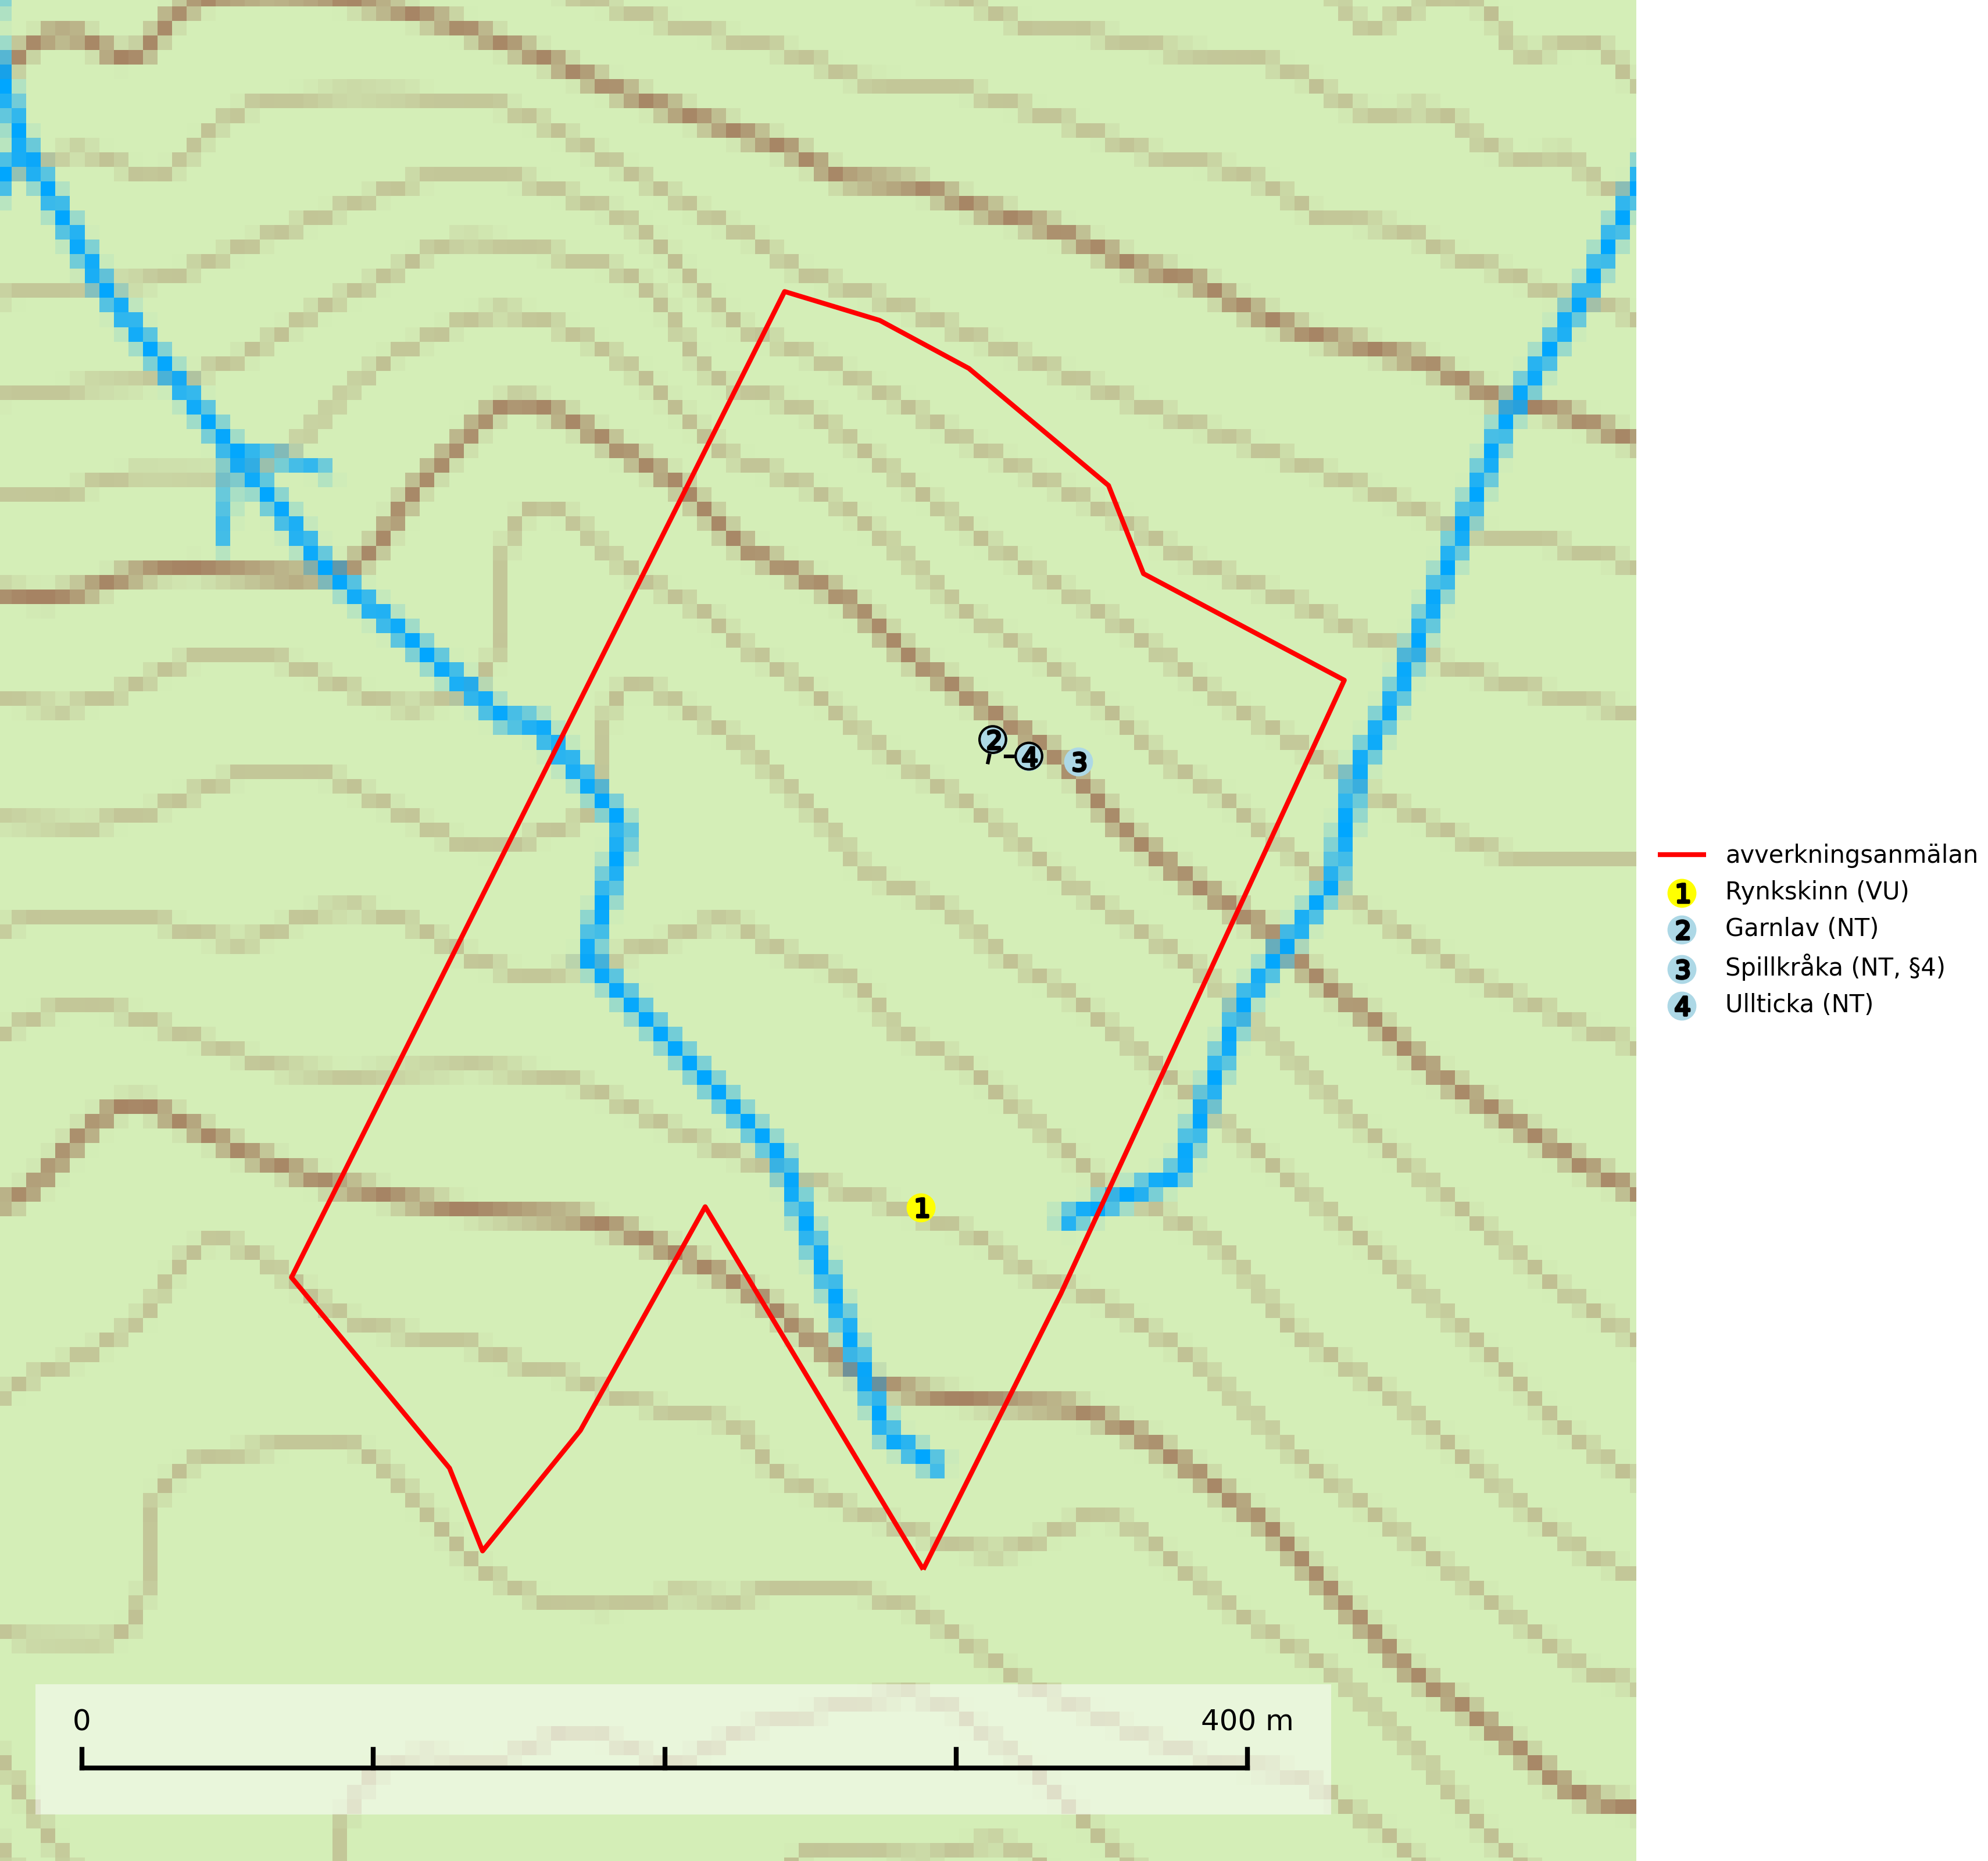 2 4 3
avverkningsanmälan
1 Rynkskinn (VU)
2 Garnlav (NT)
3 Spillkråka (NT, §4)
4 Ullticka (NT)
1
0 400 m